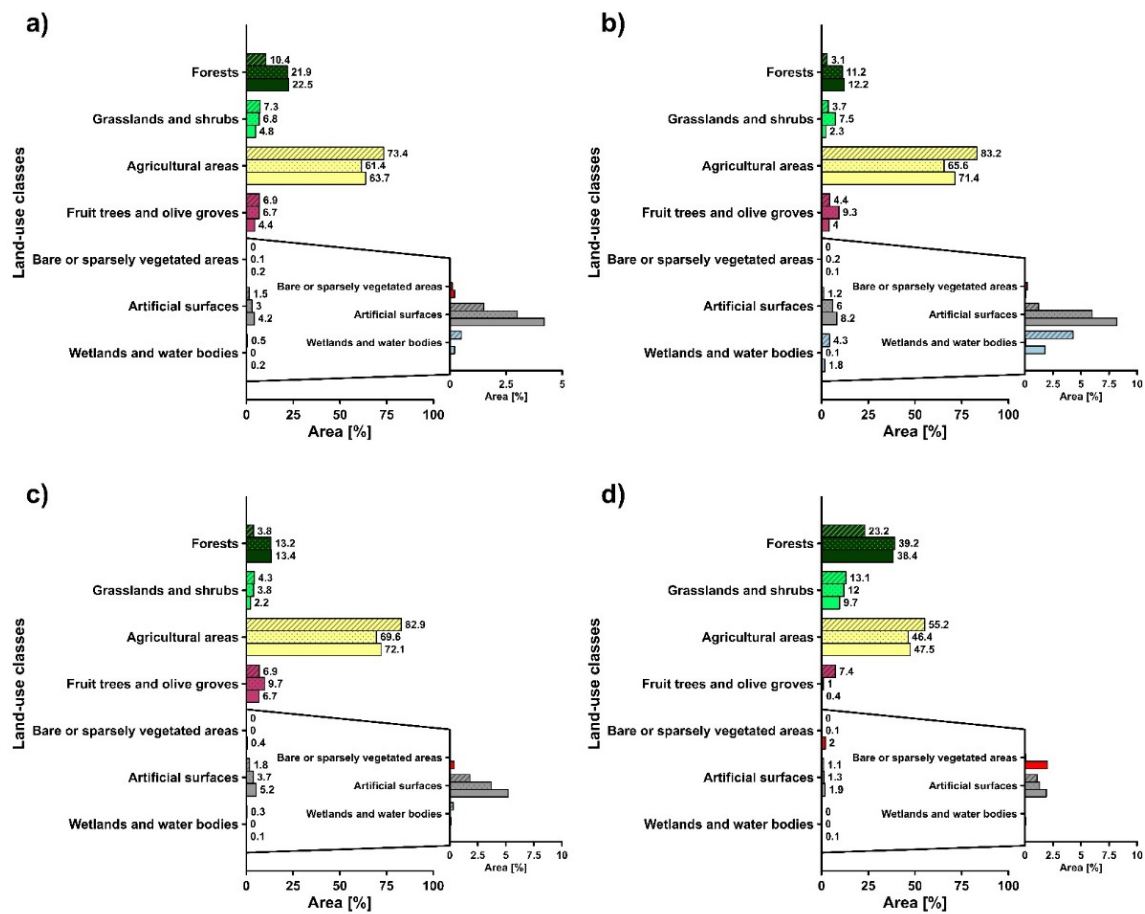 a)
Land-use classes
Forests
10.4
21.9
22.5
Grasslands and shrubs
7.3
6.8
4.8
Agricultural areas
73.4
61.4
63.7
Fruit trees and olive groves
6.9
6.7
4.4
Bare or sparsely vegetated areas
0
0.1
0.2
Artificial surfaces
1.5
3
4.2
Wetlands and water bodies
0.5
0
0.2
Bare or sparsely vegetated areas
Artificial surfaces
Wetlands and water bodies
0 2.5 5
Area [%]
0 25 50 75 100
Area [%]
b)
Land-use classes
Forests
3.1
11.2
12.2
Grasslands and shrubs
3.7
7.5
2.3
Agricultural areas
83.2
65.6
71.4
Fruit trees and olive groves
4.4
9.3
4
Bare or sparsely vegetated areas
0
0.2
0.1
Artificial surfaces
1.2
6
8.2
Wetlands and water bodies
4.3
0.1
1.8
Bare or sparsely vegetated areas
Artificial surfaces
Wetlands and water bodies
0 2.5 5 7.5 10
Area [%]
0 25 50 75 100
Area [%]
c)
Land-use classes
Forests
3.8
13.2
13.4
Grasslands and shrubs
4.3
3.8
2.2
Agricultural areas
82.9
69.6
72.1
Fruit trees and olive groves
6.9
9.7
6.7
Bare or sparsely vegetated areas
0
0
0.4
Artificial surfaces
1.8
3.7
5.2
Wetlands and water bodies
0.3
0
0.1
Bare or sparsely vegetated areas
Artificial surfaces
Wetlands and water bodies
0 2.5 5 7.5 10
Area [%]
0 25 50 75 100
Area [%]
d)
Land-use classes
Forests
23.2
39.2
38.4
Grasslands and shrubs
13.1
12
9.7
Agricultural areas
55.2
46.4
47.5
Fruit trees and olive groves
7.4
1
0.4
Bare or sparsely vegetated areas
0
0.1
2
Artificial surfaces
1.1
1.3
1.9
Wetlands and water bodies
0
0
0.1
Bare or sparsely vegetated areas
Artificial surfaces
Wetlands and water bodies
0 2.5 5 7.5 10
Area [%]
0 25 50 75 100
Area [%]